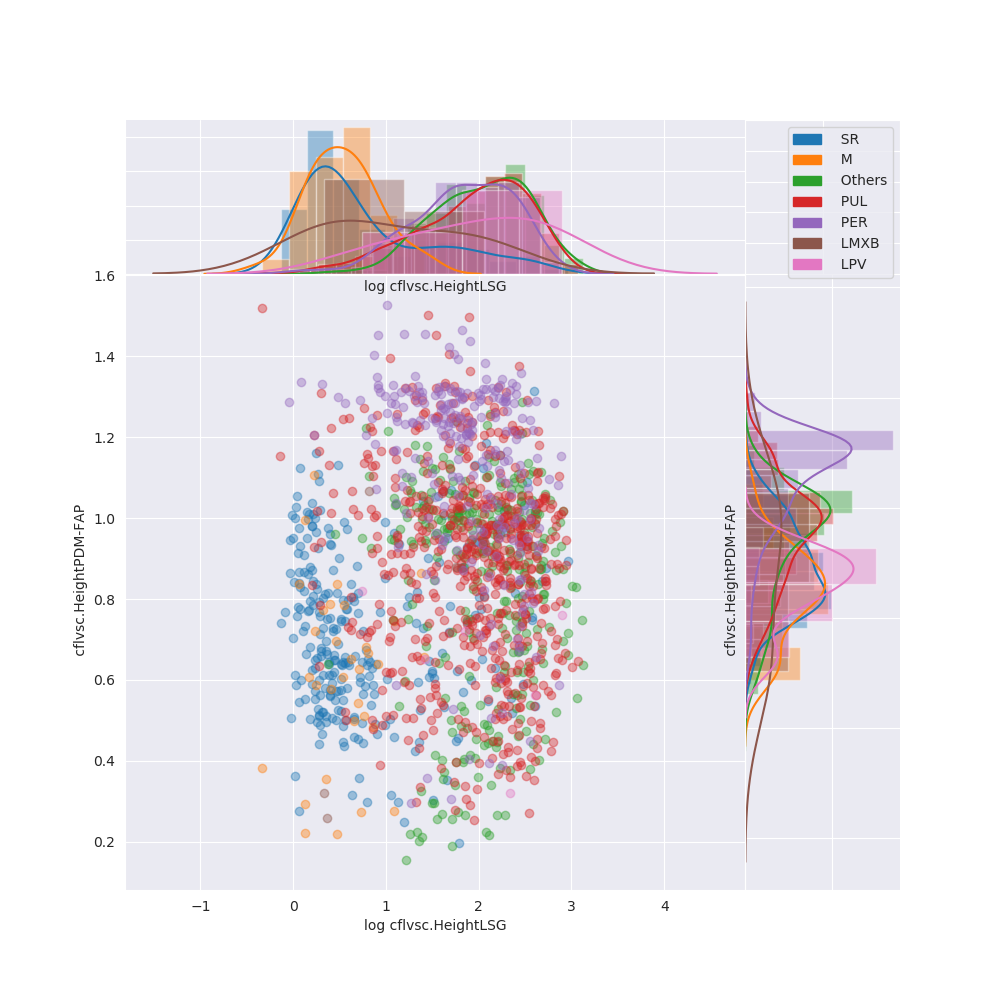 SR
M
Others
PUL
PER
LMXB
LPV
log cflvsc.HeightLSG
1.6
1.4
1.2
1.0
0.8
0.6
0.4
0.2
cflvsc.HeightPDM-FAP
cflvsc.HeightPDM-FAP
−1
0
1
2
3
4
log cflvsc.HeightLSG